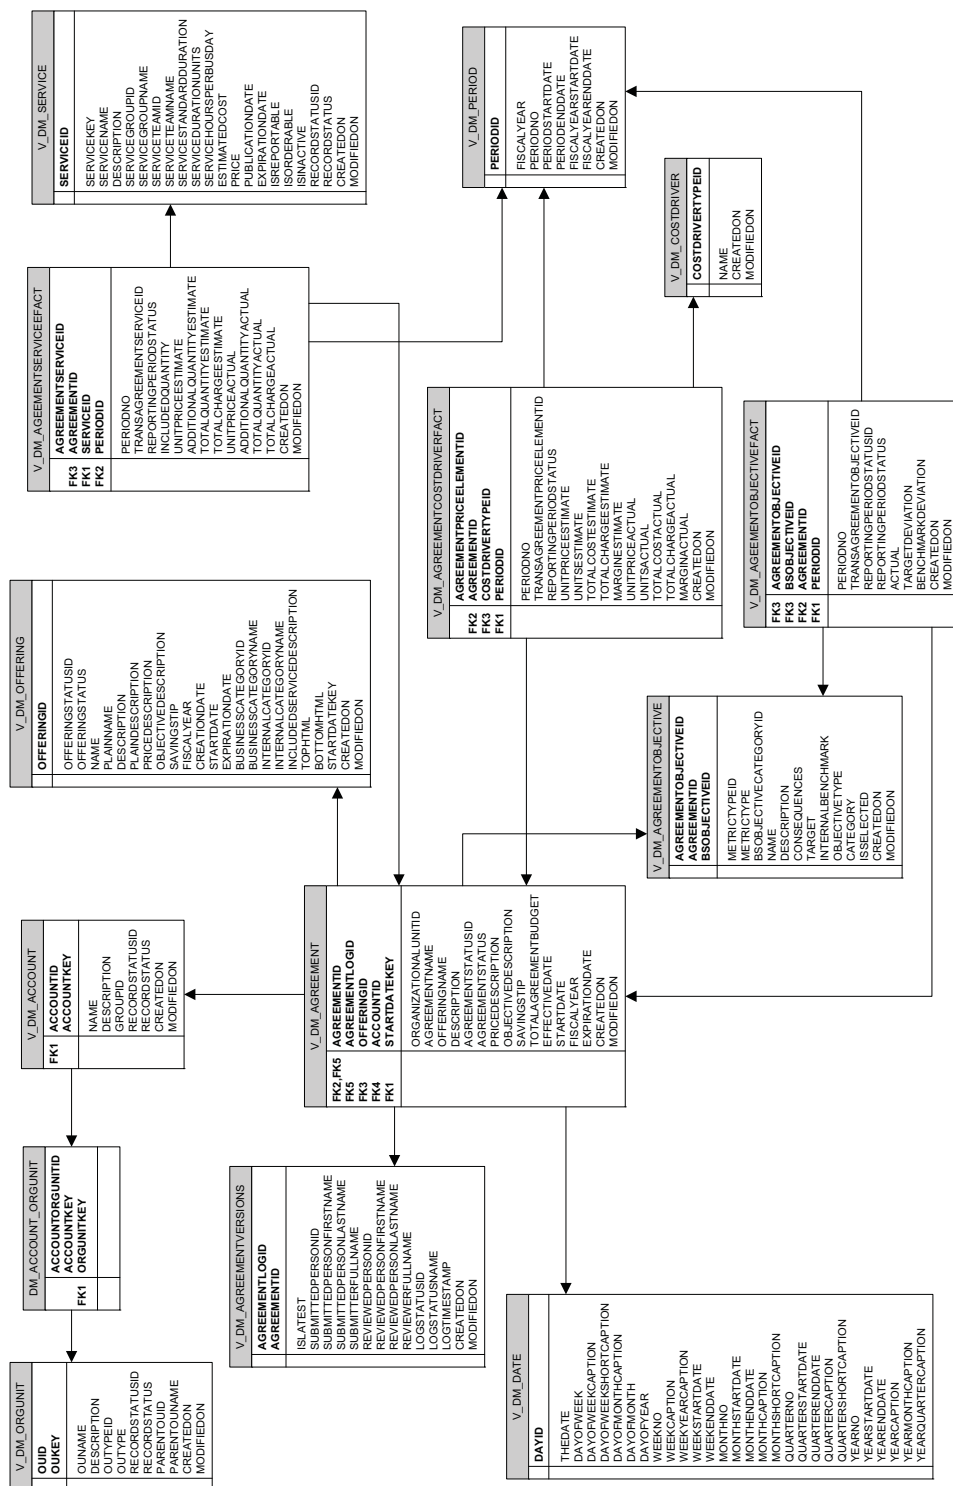 V_DM_ORGUNIT
OUID
OUKEY
OUNAME
DESCRIPTION
OUTYPEID
OUTYPE
RECORDSTATUSID
RECORDSTATUS
PARENTOUID
PARENTOUNAME
CREATEDON
MODIFIEDON
DM_ACCOUNT_ORGUNIT
ACCOUNTORGUNITID
ACCOUNTKEY
FK1 ORGUNITKEY
V_DM_ACCOUNT
FK1 ACCOUNTID
ACCOUNTKEY
NAME
DESCRIPTION
GROUPID
RECORDSTATUSID
RECORDSTATUS
CREATEDON
MODIFIEDON
V_DM_SERVICE
SERVICEID
SERVICEKEY
SERVICENAME
DESCRIPTION
SERVICEGROUPID
SERVICEGROUPNAME
SERVICETEAMID
SERVICETEAMNAME
SERVICESTANDARDDURATION
SERVICEDURATIONUNITS
SERVICEHOURSPERBUSDAY
ESTIMATEDCOST
PRICE
PUBLICATIONDATE
EXPIRATIONDATE
ISREPORTABLE
ISORDERABLE
ISINACTIVE
RECORDSTATUSID
RECORDSTATUS
CREATEDON
MODIFIEDON
V_DM_AGREEMENTVERSIONS
AGREEMENTLOGID
AGREEMENTID
ISLATEST
SUBMITTEDPERSONID
SUBMITTEDPERSONFIRSTNAME
SUBMITTEDPERSONLASTNAME
SUBMITTERFULLNAME
REVIEWEDPERSONID
REVIEWEDPERSONFIRSTNAME
REVIEWEDPERSONLASTNAME
REVIEWERFULLNAME
LOGSTATUSID
LOGSTATUSNAME
LOGTIMESTAMP
CREATEDON
MODIFIEDON
V_DM_AGREEMENT
FK2,FK5 AGREEMENTID
FK5 AGREEMENTLOGID
FK3 OFFERINGID
FK4 ACCOUNTID
FK1 STARTDATEKEY
ORGANIZATIONALUNITID
AGREEMENTNAME
OFFERINGNAME
DESCRIPTION
AGREEMENTSTATUSID
AGREEMENTSTATUS
PRICEDESCRIPTION
OBJECTIVEDESCRIPTION
SAVINGSTIP
TOTALAGREEMENTBUDGET
EFFECTIVEDATE
STARTDATE
FISCALYEAR
EXPIRATIONDATE
CREATEDON
MODIFIEDON
V_DM_OFFERING
OFFERINGID
OFFERINGSTATUSID
OFFERINGSTATUS
NAME
PLAINNAME
DESCRIPTION
PLAINDESCRIPTION
PRICEDESCRIPTION
OBJECTIVEDESCRIPTION
SAVINGSTIP
FISCALYEAR
CREATIONDATE
STARTDATE
EXPIRATIONDATE
BUSINESSCATEGORYID
BUSINESSCATEGORYNAME
INTERNALCATEGORYID
INTERNALCATEGORYNAME
INCLUDEDSERVICEDESCRIPTION
TOPHTML
BOTTOMHTML
STARTDATEKEY
CREATEDON
MODIFIEDON
V_DM_AGEEMENTSERVICEEFACT
AGREEMENTSERVICEID
FK3 AGREEMENTID
FK1 SERVICEID
FK2 PERIODID
PERIODNO
TRANSAGREEMENTSERVICEID
REPORTINGPERIODSTATUS
INCLUDEDQUANTITY
UNITPRICEESTIMATE
ADDITIONALQUANTITYESTIMATE
TOTALQUANTITYESTIMATE
TOTALCHARGEESTIMATE
UNITPRICEACTUAL
ADDITIONALQUANTITYACTUAL
TOTALQUANTITYACTUAL
TOTALCHARGEACTUAL
CREATEDON
MODIFIEDON
V_DM_DATE
DAYID
THEDATE
DAYOFWEEK
DAYOFWEEKCAPTION
DAYOFWEEKSHORTCAPTION
DAYOFMONTHCAPTION
DAYOFMONTH
DAYOFYEAR
WEEKNO
WEEKCAPTION
WEEKYEARCAPTION
WEEKSTARTDATE
WEEKENDDATE
MONTHNO
MONTHSTARTDATE
MONTHENDDATE
MONTHCAPTION
MONTHSHORTCAPTION
QUARTERNO
QUARTERSTARTDATE
QUARTERENDDATE
QUARTERCAPTION
QUARTERSHORTCAPTION
YEARNO
YEARSTARTDATE
YEARENDDATE
YEARCAPTION
YEARMONTHCAPTION
YEARQUARTERCAPTION
V_DM_AGREEMENTOBJECTIVE
AGREEMENTOBJECTIVEID
AGREEMENTID
BSOBJECTIVEID
METRICTYPEID
METRICTYPE
BSOBJECTIVECATEGORYID
NAME
DESCRIPTION
CONSEQUENCES
TARGET
INTERNALBENCHMARK
OBJECTIVETYPE
CATEGORY
ISSELECTED
CREATEDON
MODIFIEDON
V_DM_AGREEMENTCOSTDRIVERFACT
AGREEMENTPRICEELEMENTID
FK2 AGREEMENTID
FK3 COSTDRIVERTYPEID
FK1 PERIODID
PERIODNO
TRANSAGREEMENTPRICEELEMENTID
REPORTINGPERIODSTATUS
UNITPRICEESTIMATE
UNITSESTIMATE
TOTALCOSTESTIMATE
TOTALCHARGEESTIMATE
MARGINESTIMATE
UNITPRICEACTUAL
UNITSACTUAL
TOTALCOSTACTUAL
TOTALCHARGEACTUAL
MARGINACTUAL
CREATEDON
MODIFIEDON
V_DM_PERIOD
PERIODID
FISCALYEAR
PERIODNO
PERIODSTARTDATE
PERIODENDDATE
FISCALYEARSTARTDATE
FISCALYEARENDDATE
CREATEDON
MODIFIEDON
V_DM_COSTDRIVER
COSTDRIVERTYPEID
NAME
CREATEDON
MODIFIEDON
V_DM_AGEEMENTOBJECTIVEFACT
FK3 AGREEMENTOBJECTIVEID
FK3 BSOBJECTIVEID
FK2 AGREEMENTID
FK1 PERIODID
PERIODNO
TRANSAGREEMENTOBJECTIVEID
REPORTINGPERIODSTATUSID
REPORTINGPERIODSTATUS
ACTUAL
TARGETDEVIATION
BENCHMARKDEVIATION
CREATEDON
MODIFIEDON